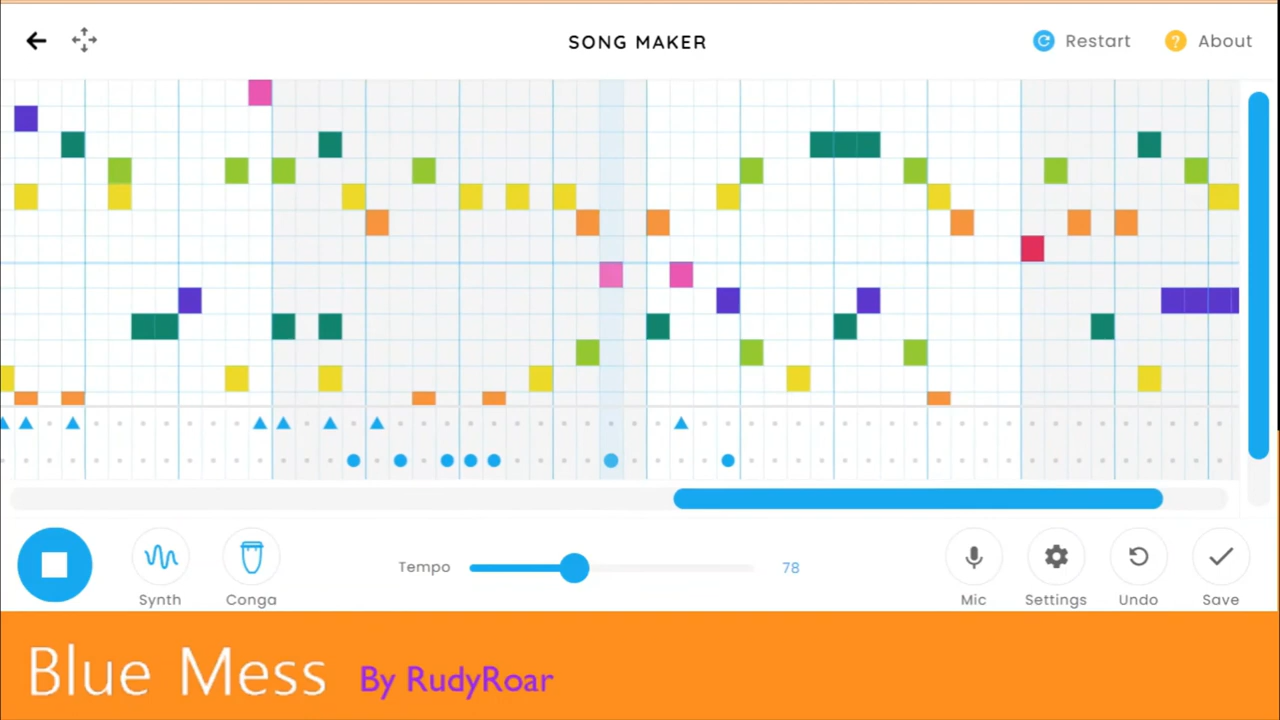 SONG MAKER
Restart
? About
Tempo
78
Synth
Conga
Mic
Settings
Undo
Save
Blue Mess By RudyRoar